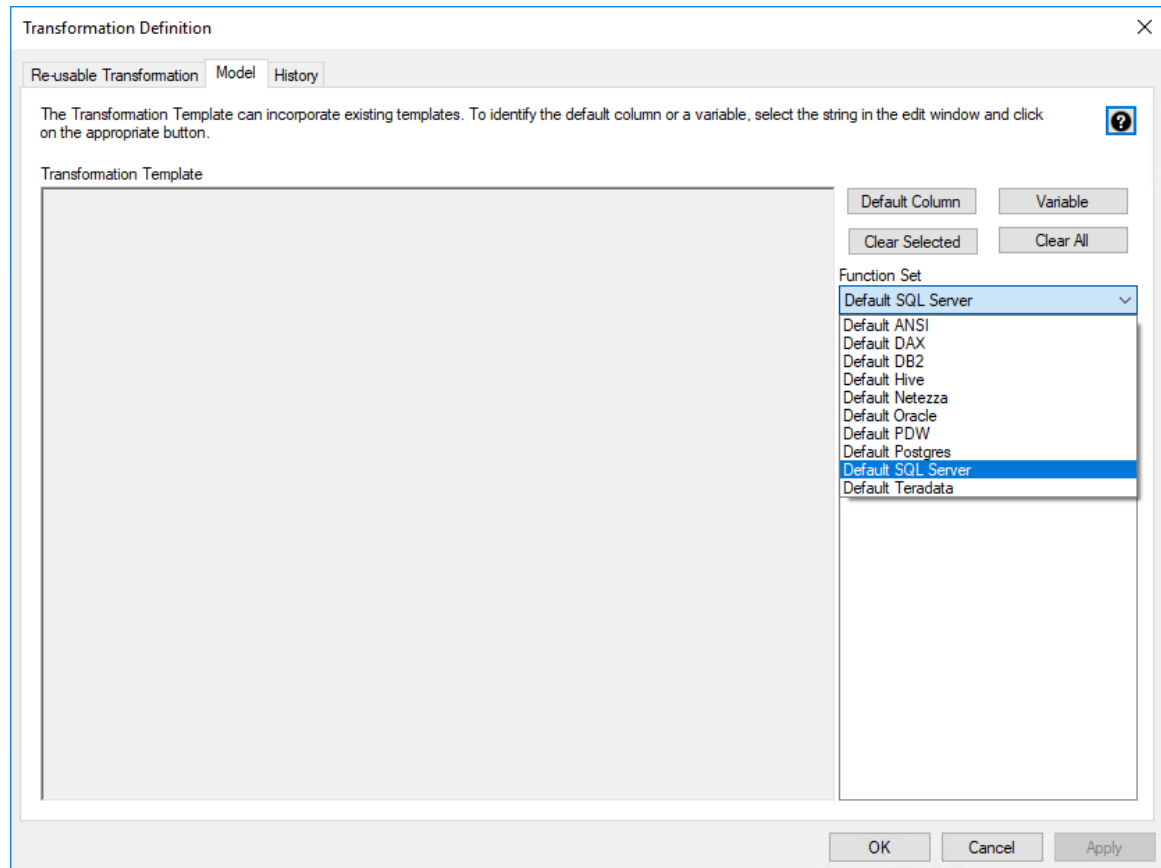 Transformation Definition
Re-usable Transformation Model History
The Transformation Template can incorporate existing templates. To identify the default column or a variable, select the string in the edit window and click
on the appropriate button.
Transformation Template
Default Column Variable
Clear Selected Clear All
Function Set
Default SQL Server
Default ANSI
Default DAX
Default DB2
Default Hive
Default Netezza
Default Oracle
Default PDW
Default Postgres
Default SQL Server
Default Teradata
OK Cancel Apply